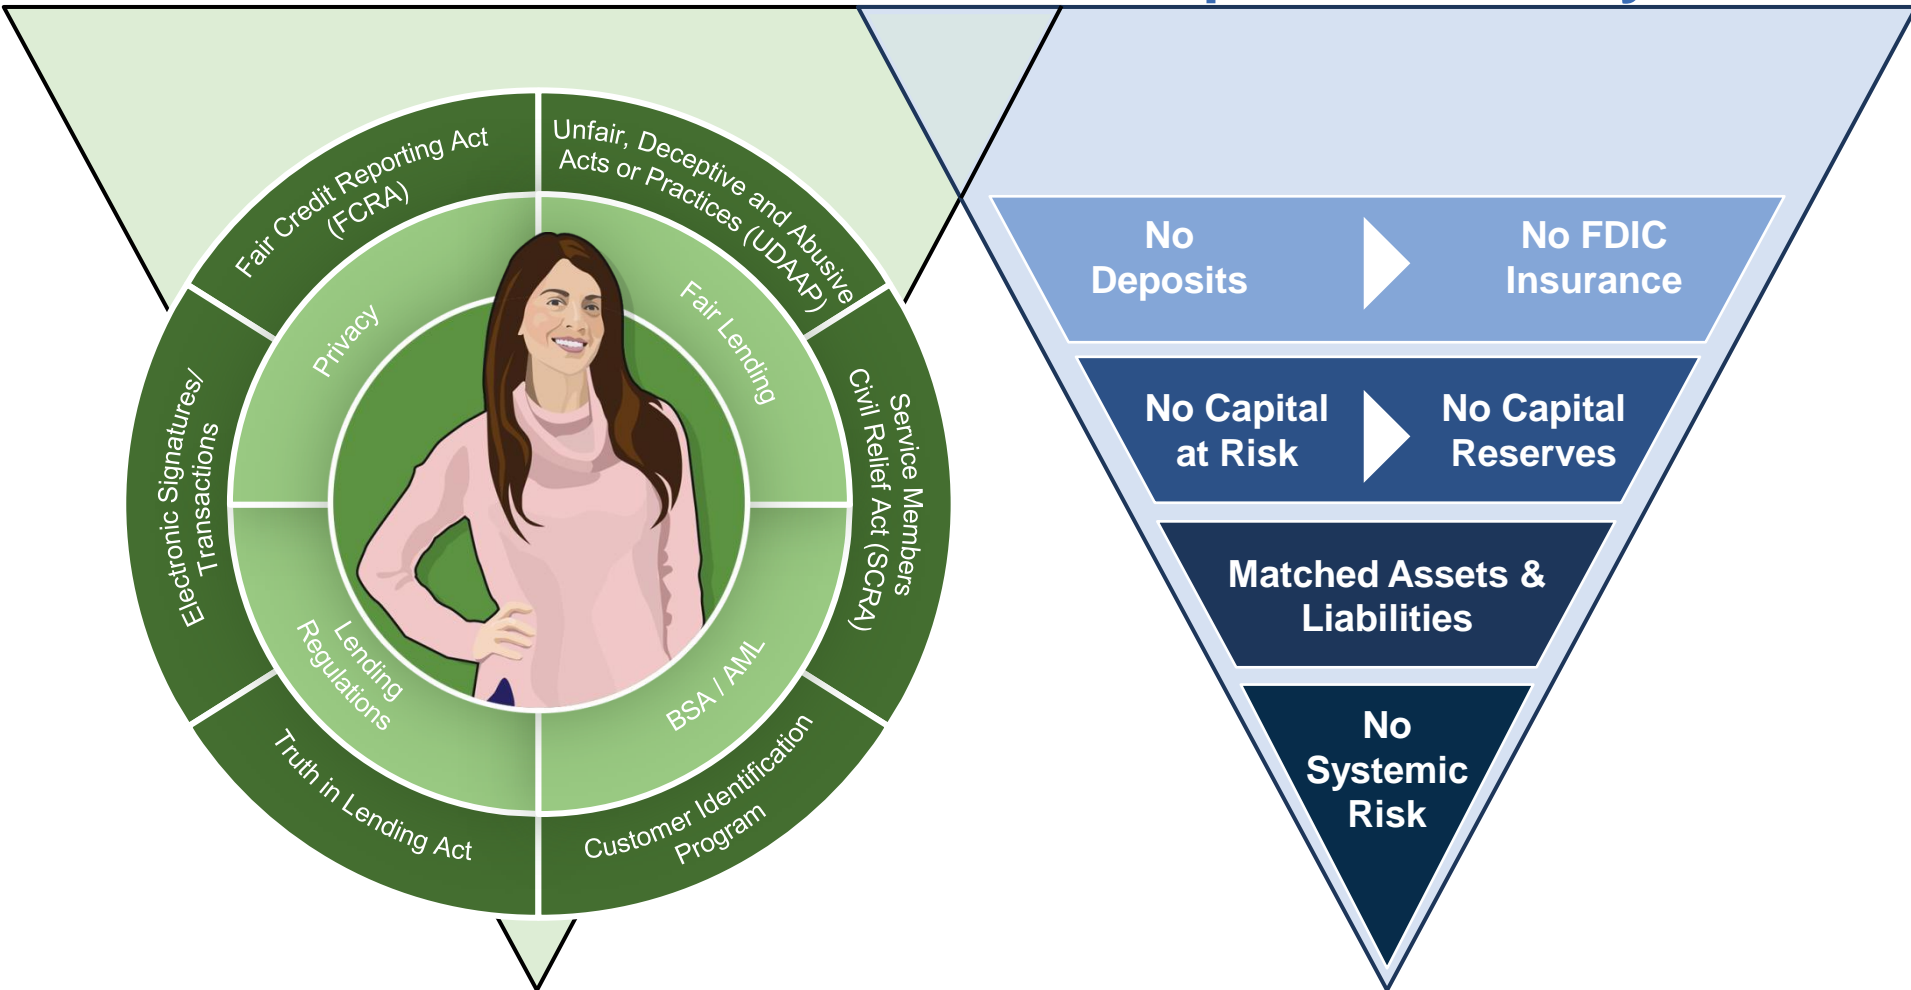 Fair Credit Reporting Act
(FCRA)
Unfair, Deceptive and Abusive
Acts or Practices (UDAAP)
Service Members
Civil Relief Act (SCRA)
Customer Identification
Program
Truth in Lending Act
Electronic Signatures/
Transactions
Privacy
Fair Lending
BSA / AML
Lending
Regulations
No
Deposits
No FDIC
Insurance
No Capital
at Risk
No Capital
Reserves
Matched Assets &
Liabilities
No
Systemic
Risk